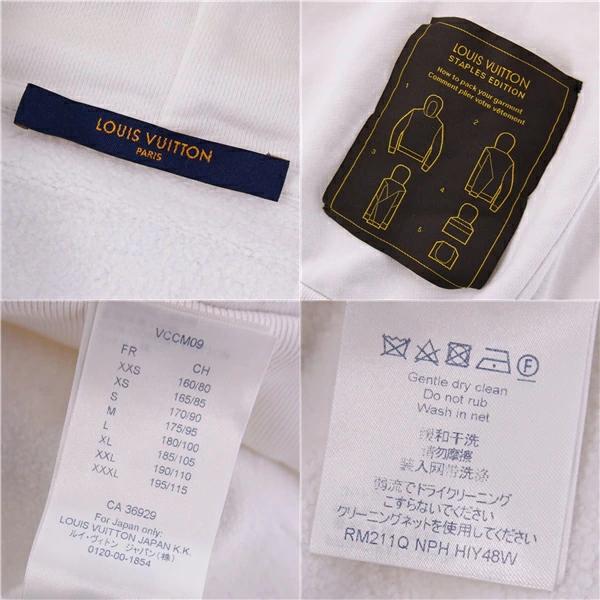 LOUIS VUITTON
PARIS
LOUIS VUITTON
STAPLES EDITION
How to pack your garment
Comment plier votre vêtement
1
2
3
4
5
VCCM09
FR CH
XXS 160/80
XS 165/85
S 170/90
M 175/95
L 180/100
XL 185/105
XXL 190/110
XXXL 195/115
CA 36929
For Japan only:
LOUIS VUITTON JAPAN K.K.
ルイ・ヴィトン ジャパン(株)
0120-00-1854
Gentle dry clean
Do not rub
Wash in net
缓和干洗
请勿摩擦
装入网带洗涤
弱流でドライクリーニング
こすらないでください
クリーニングネットを使用してください
RM211Q NPH HIY48W